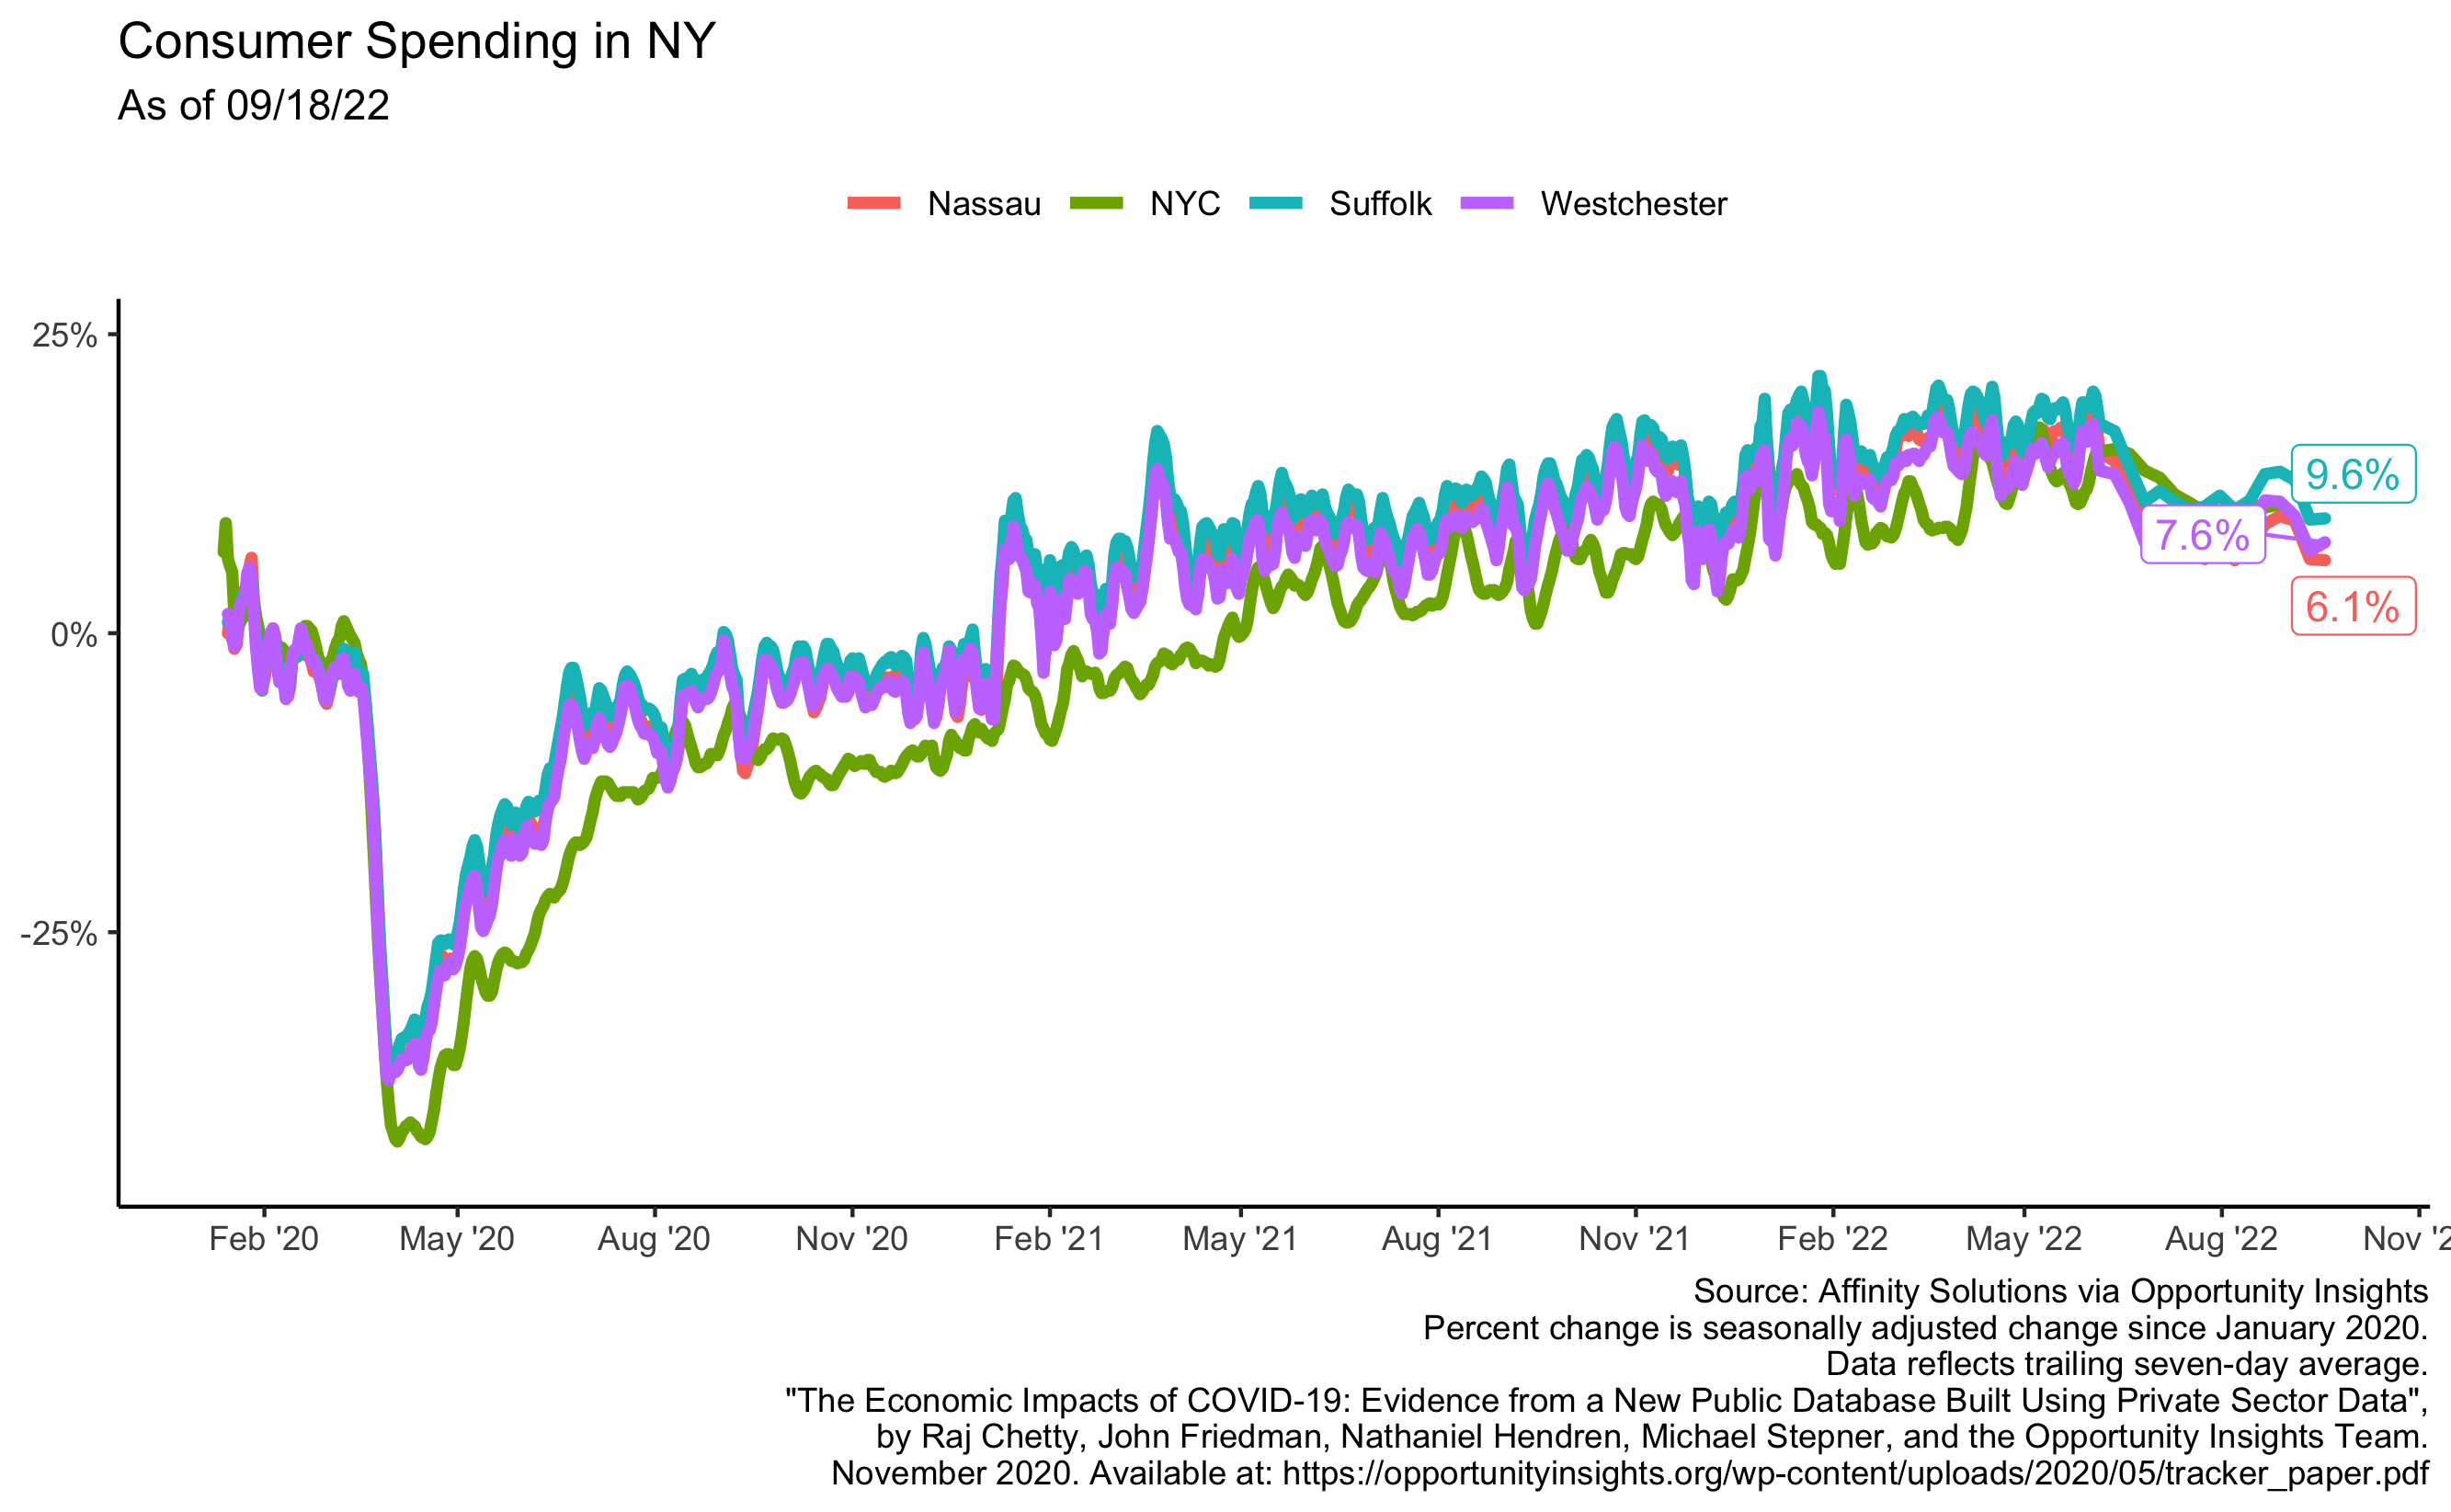 Consumer Spending in NY
As of 09/18/22
Nassau NYC Suffolk Westchester
25%
0%
-25%
9.6%
7.6%
6.1%
Feb '20 May '20 Aug '20 Nov '20 Feb '21 May '21 Aug '21 Nov '21 Feb '22 May '22 Aug '22 Nov
Source: Affinity Solutions via Opportunity Insights
Percent change is seasonally adjusted change since January 2020.
Data reflects trailing seven-day average.
"The Economic Impacts of COVID-19: Evidence from a New Public Database Built Using Private Sector Data",
by Raj Chetty, John Friedman, Nathaniel Hendren, Michael Stepner, and the Opportunity Insights Team.
November 2020. Available at: https://opportunityinsights.org/wp-content/uploads/2020/05/tracker_paper.pdf